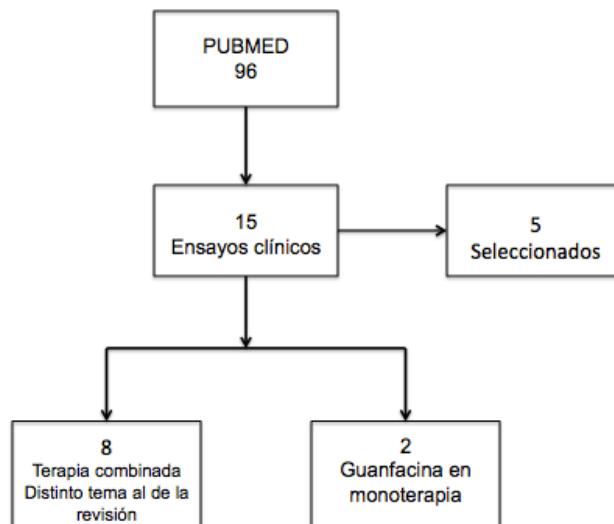 PUBMED
96
15
Ensayos clínicos
5
Seleccionados
8
Terapia combinada
Distinto tema al de la
revisión
2
Guanfacina en
monoterapia